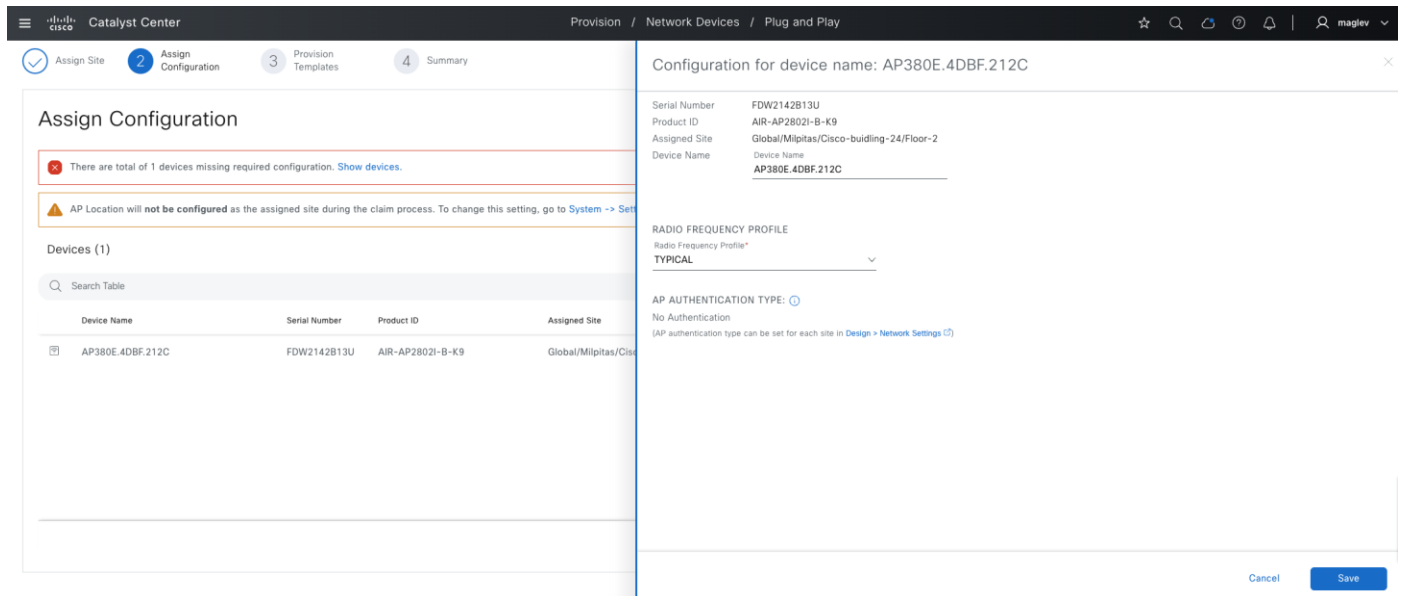 cisco Catalyst Center
Provision / Network Devices / Plug and Play
maglev
Assign Site
2 Assign Configuration
3 Provision Templates
4 Summary
Assign Configuration
There are total of 1 devices missing required configuration. Show devices.
AP Location will not be configured as the assigned site during the claim process. To change this setting, go to System -> Sett
Devices (1)
Search Table
Device Name Serial Number Product ID Assigned Site
AP380E.4DBF.212C FDW2142B13U AIR-AP2802I-B-K9 Global/Milpitas/Cisc
Configuration for device name: AP380E.4DBF.212C
Serial Number FDW2142B13U
Product ID AIR-AP2802I-B-K9
Assigned Site Global/Milpitas/Cisco-buidling-24/Floor-2
Device Name Device Name
AP380E.4DBF.212C
RADIO FREQUENCY PROFILE
Radio Frequency Profile*
TYPICAL
AP AUTHENTICATION TYPE:
No Authentication
(AP authentication type can be set for each site in Design > Network Settings)
Cancel Save